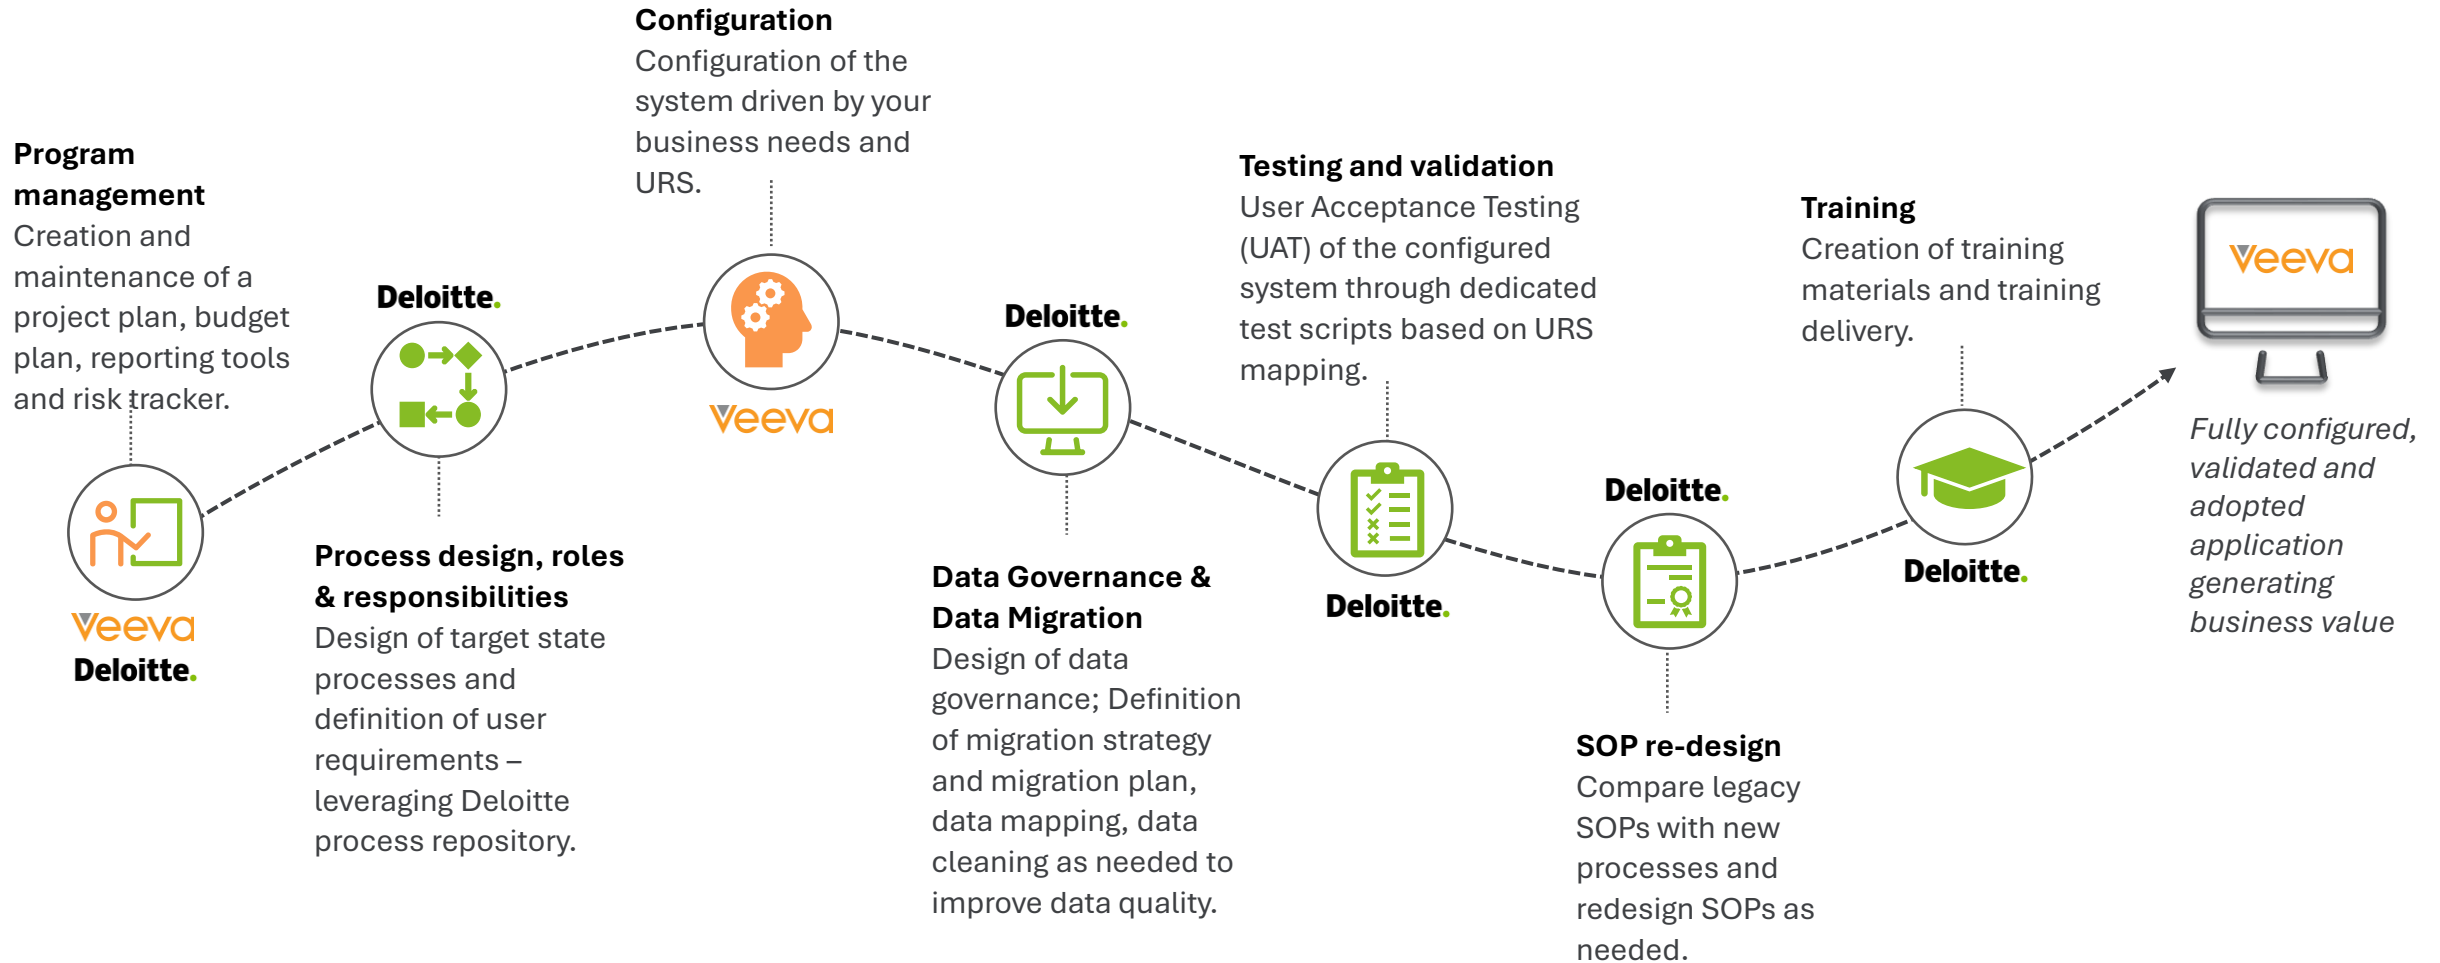 Program
management
Creation and
maintenance of a
project plan, budget
plan, reporting tools
and risk tracker.
Veeva
Deloitte.
Deloitte.
Process design, roles
& responsibilities
Design of target state
processes and
definition of user
requirements –
leveraging Deloitte
process repository.
Configuration
Configuration of the
system driven by your
business needs and
URS.
Veeva
Deloitte.
Data Governance &
Data Migration
Design of data
governance; Definition
of migration strategy
and migration plan,
data mapping, data
cleaning as needed to
improve data quality.
Testing and validation
User Acceptance Testing
(UAT) of the configured
system through dedicated
test scripts based on URS
mapping.
Deloitte.
Deloitte.
SOP re-design
Compare legacy
SOPs with new
processes and
redesign SOPs as
needed.
Training
Creation of training
materials and training
delivery.
Deloitte.
Veeva
Fully configured,
validated and
adopted
application
generating
business value